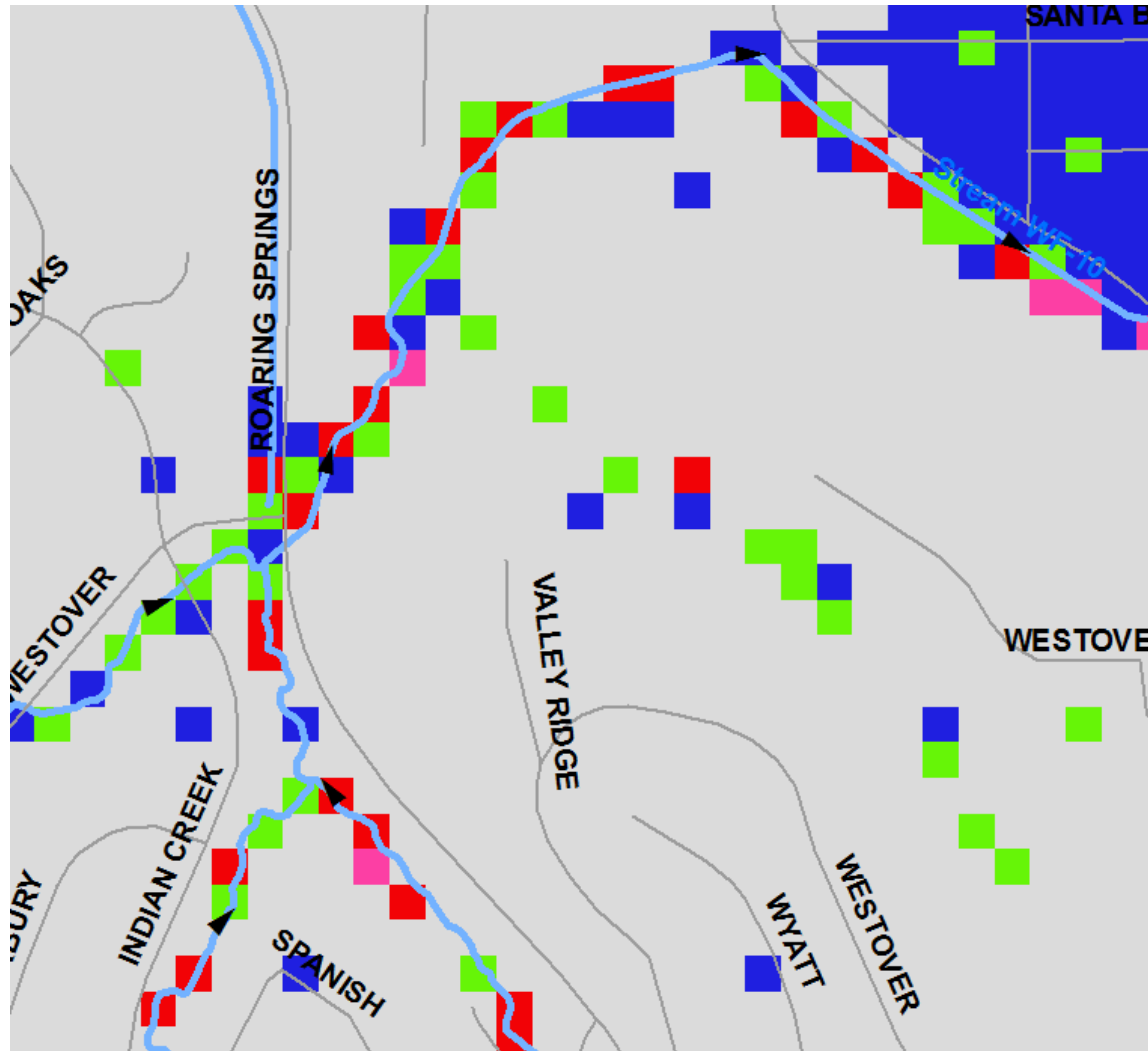 SANTA B
Stream WF-10
ROARING SPRINGS
OAKS
WESTOVER
VALLEY RIDGE
WESTOVE
INDIAN CREEK
BURY
SPANISH
WYATT
WESTOVER